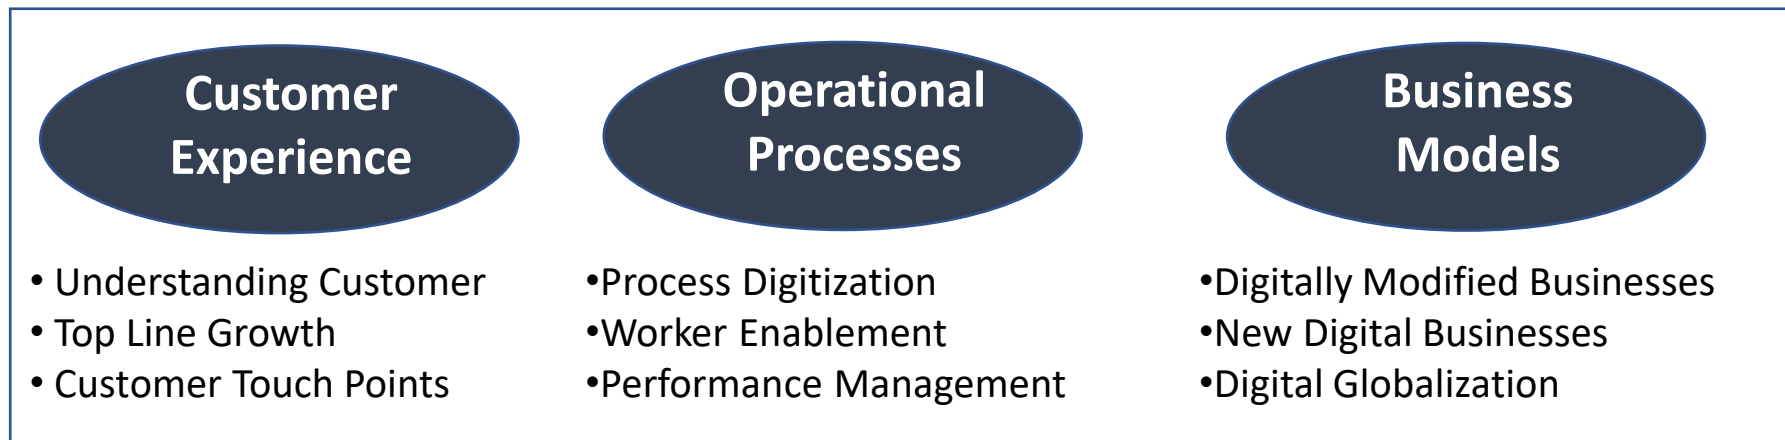 Customer
Experience
• Understanding Customer
• Top Line Growth
• Customer Touch Points
Operational
Processes
•Process Digitization
•Worker Enablement
•Performance Management
Business
Models
•Digitally Modified Businesses
•New Digital Businesses
•Digital Globalization